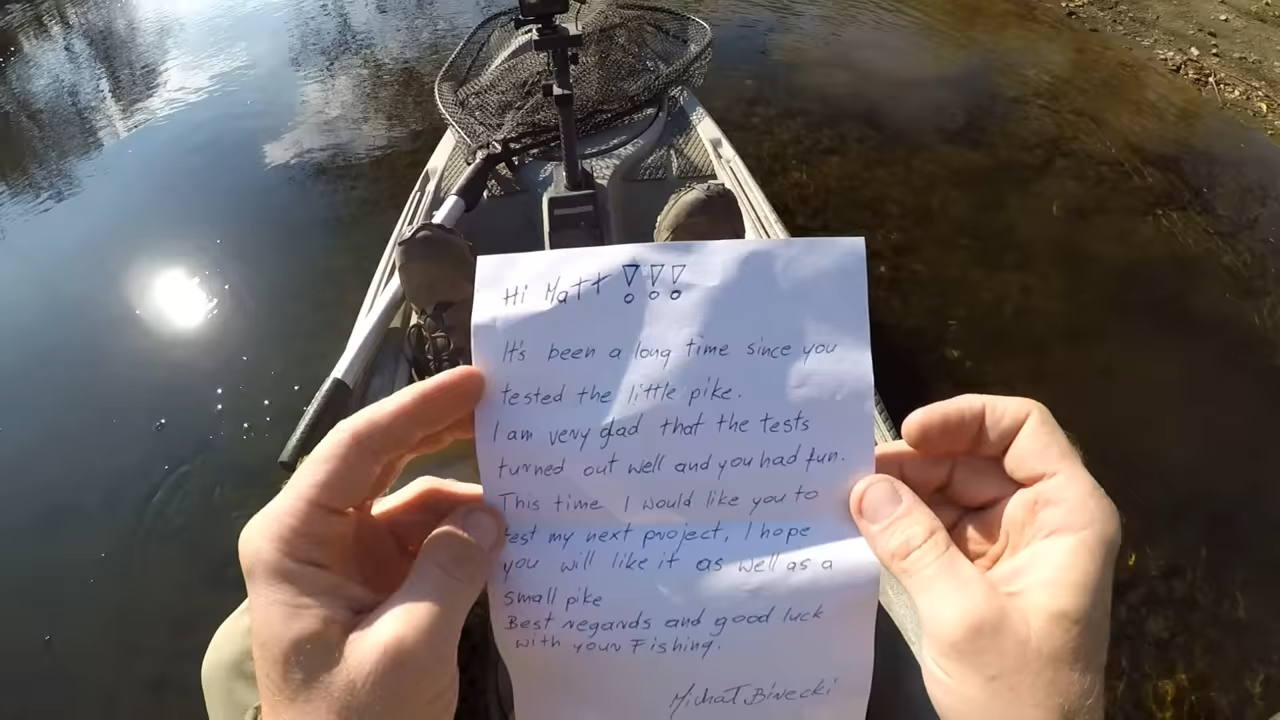 Hi Matt !!!
It's been a long time since you
tested the little pike.
I am very glad that the tests
turned out well and you had fun.
This time I would like you to
test my next project, I hope
you will like it as well as a
small pike
Best regards and good luck
with your Fishing.
Michał Binecki